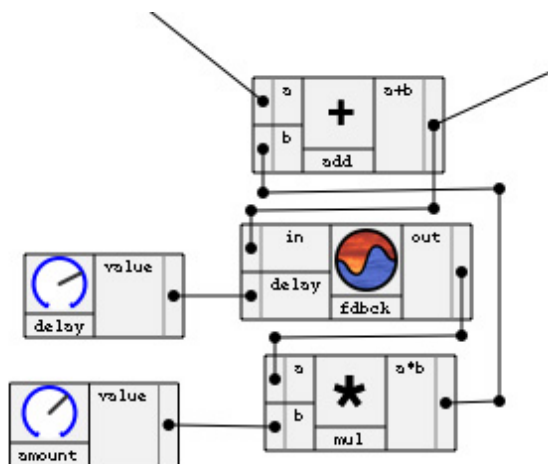 a + a+b
b
add
in out
delay
fdbck
value
delay
a * a*b
b
mul
value
amount